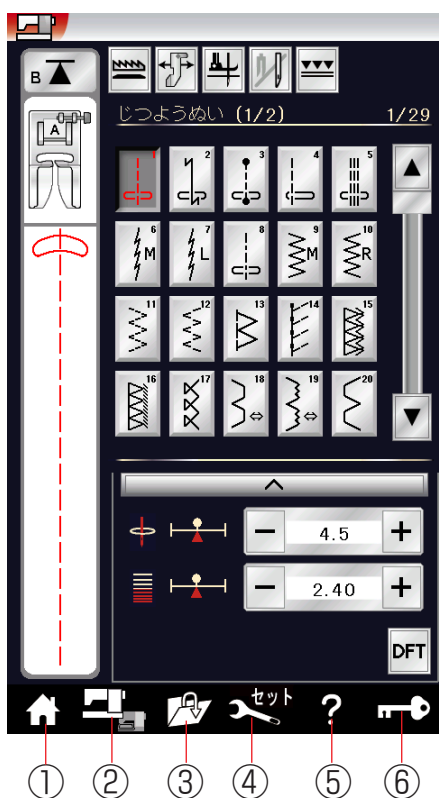 B
A
じつようぬい (1/2) 1/29
1 2 3 4 5
6 M 7 L 8 9 M 10 R
11 12 13 14 15
16 17 18 19 20
− 4.5 +
− 2.40 +
DFT
セット ?
① ② ③ ④ ⑤ ⑥